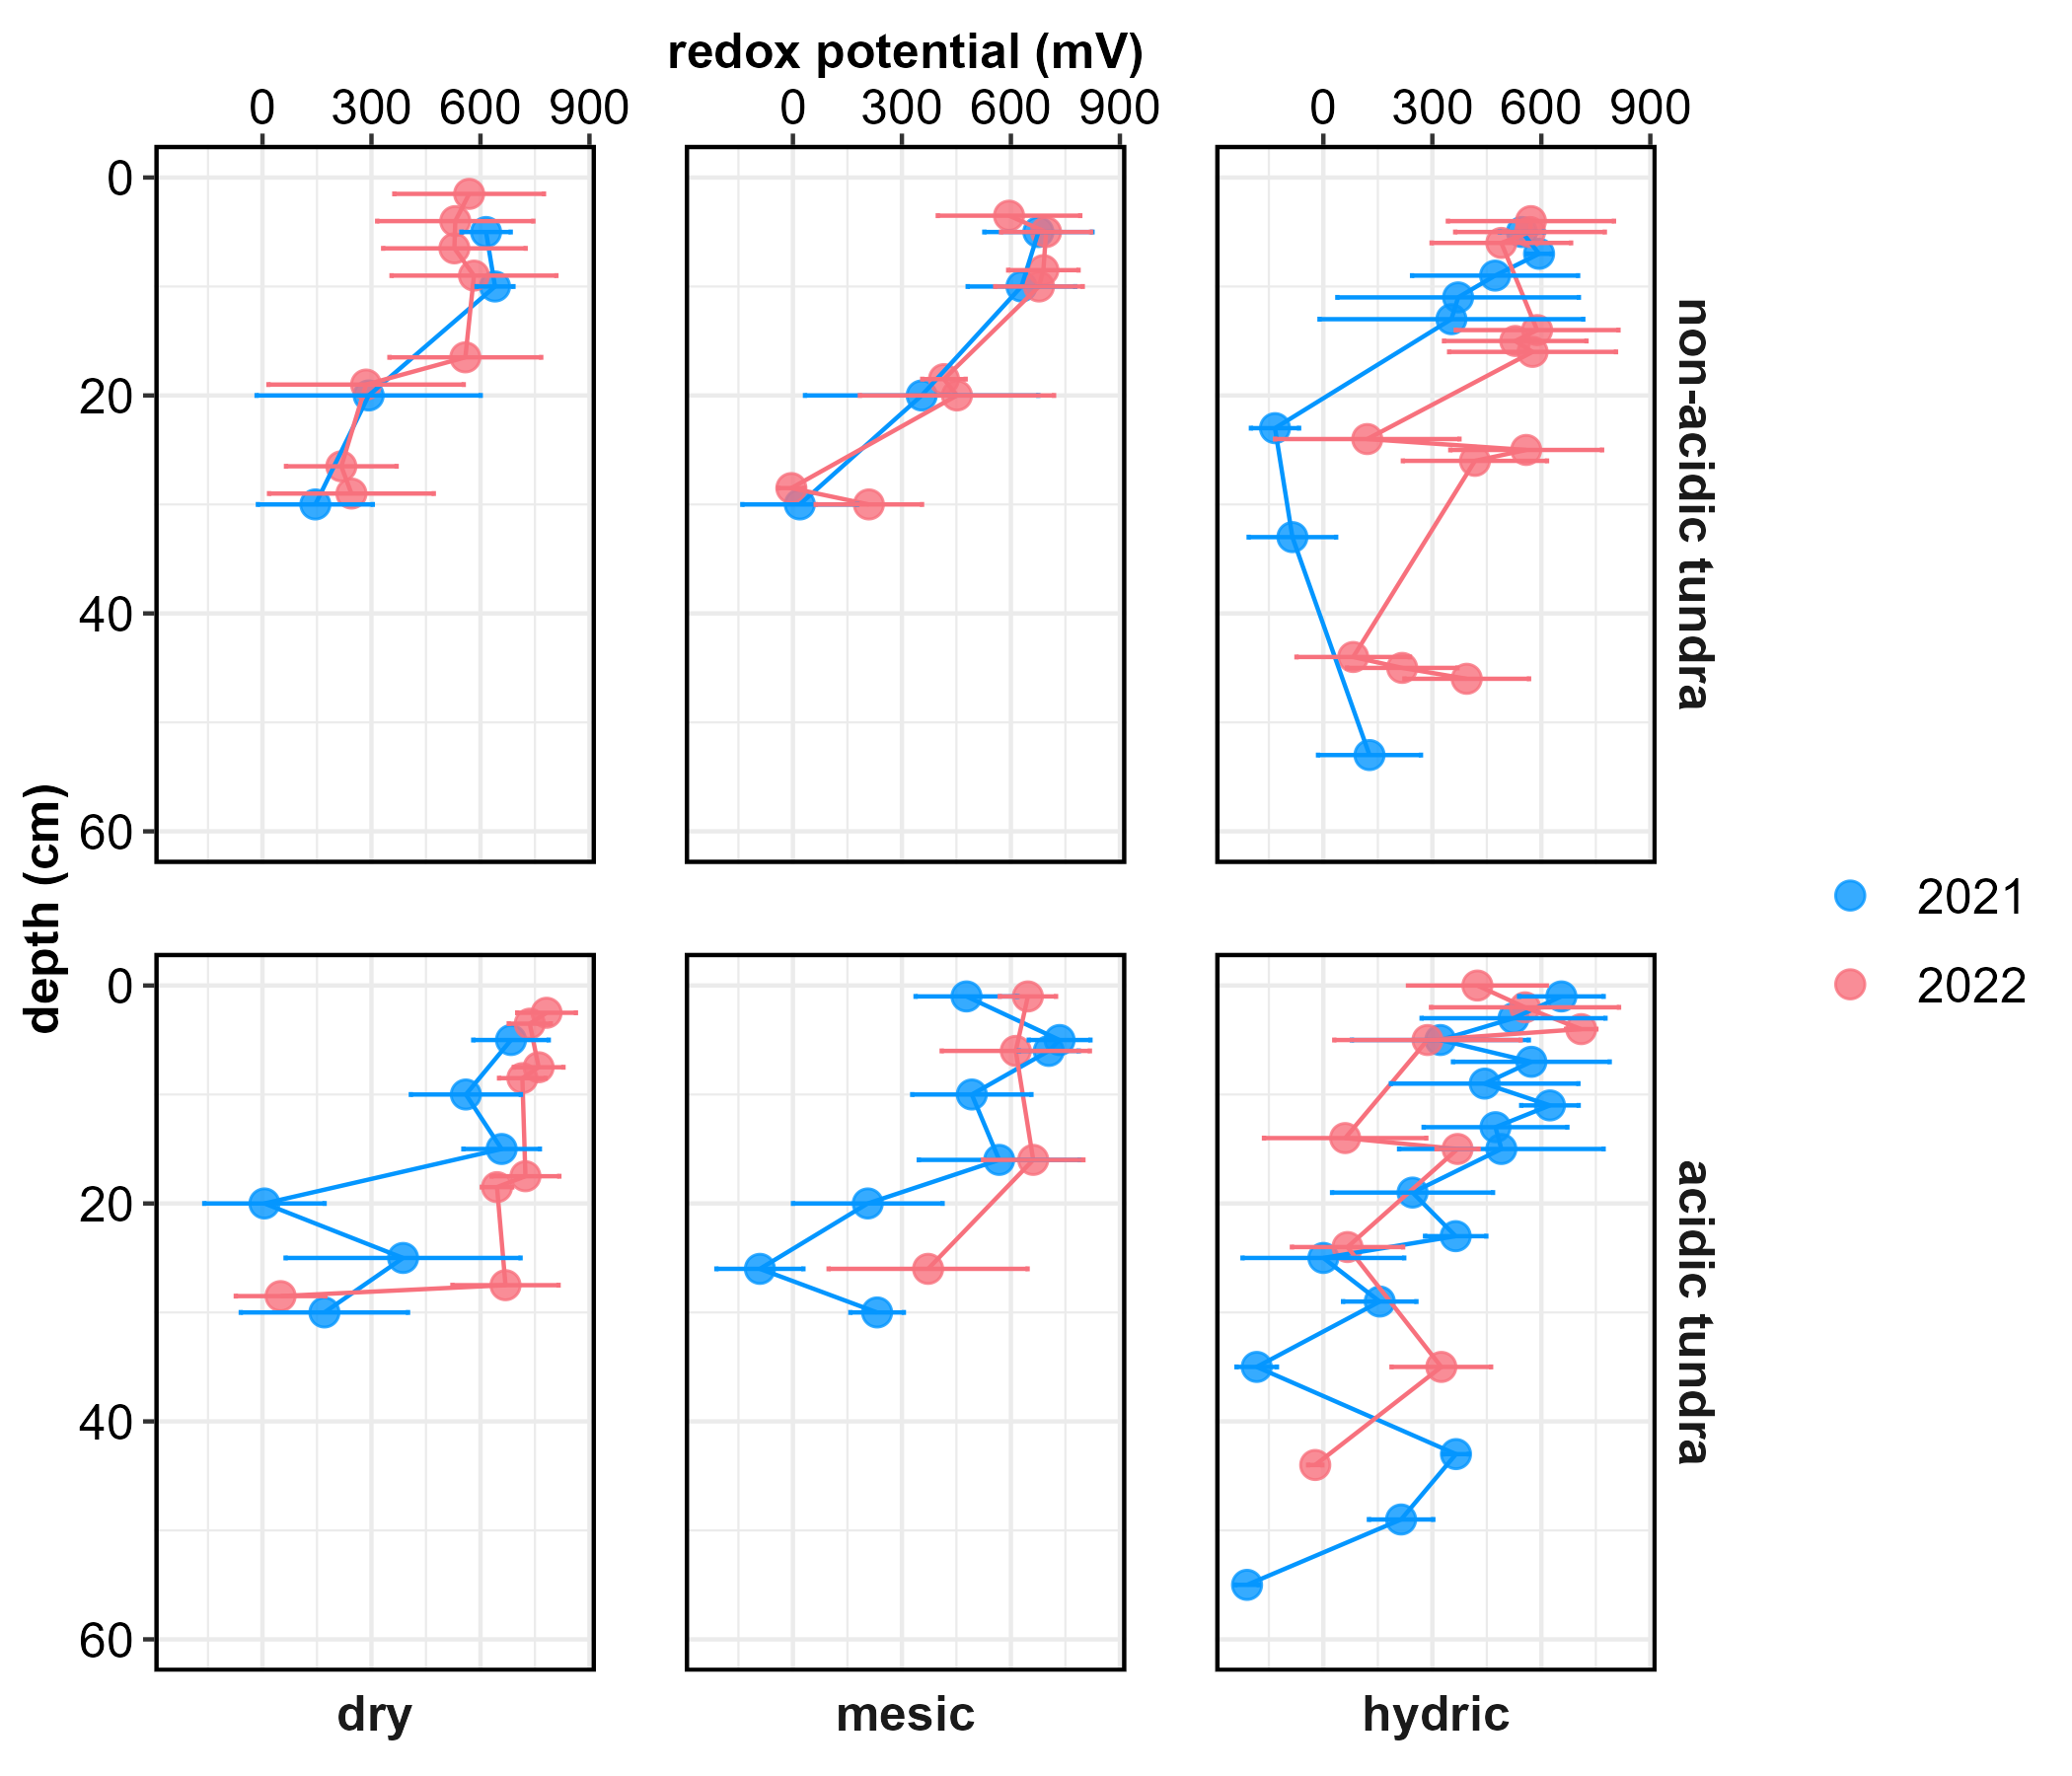 redox potential (mV)
0 300 600 900 0 300 600 900 0 300 600 900
0
20
40
60
non-acidic tundra
depth (cm)
2021
2022
0
20
40
60
acidic tundra
dry mesic hydric